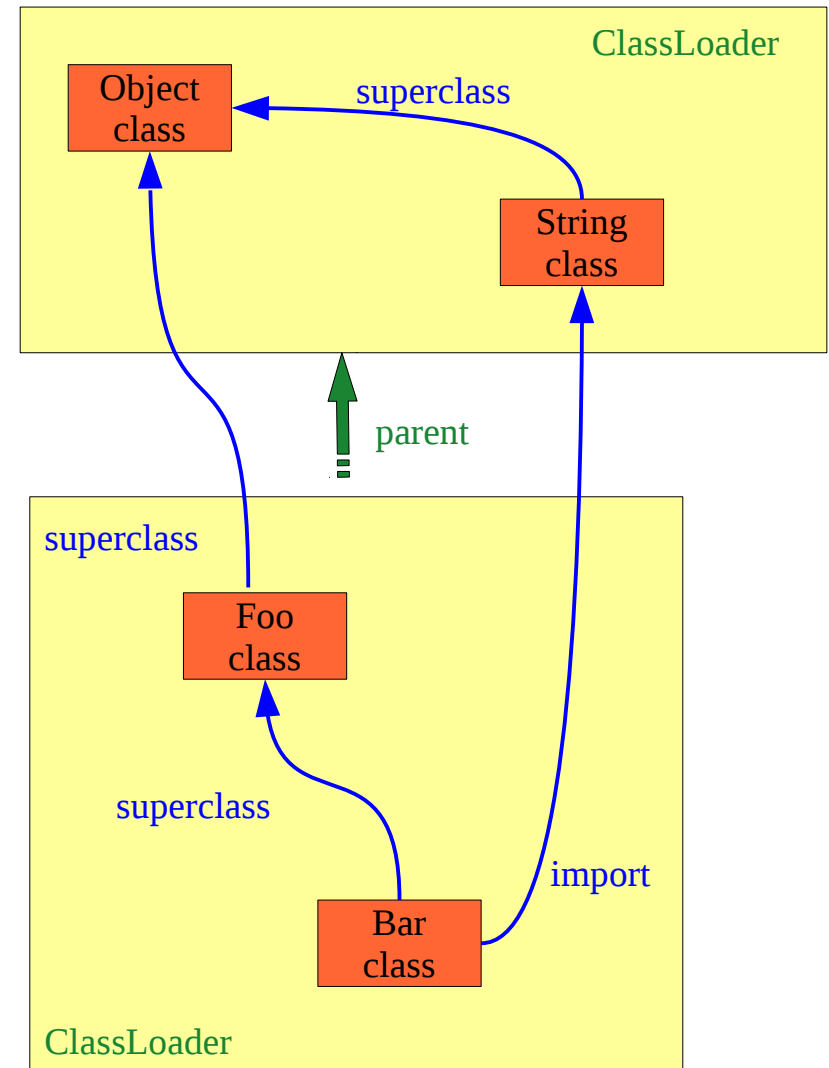 ClassLoader
Object
class
superclass
String
class
parent
superclass
Foo
class
superclass
import
Bar
class
ClassLoader